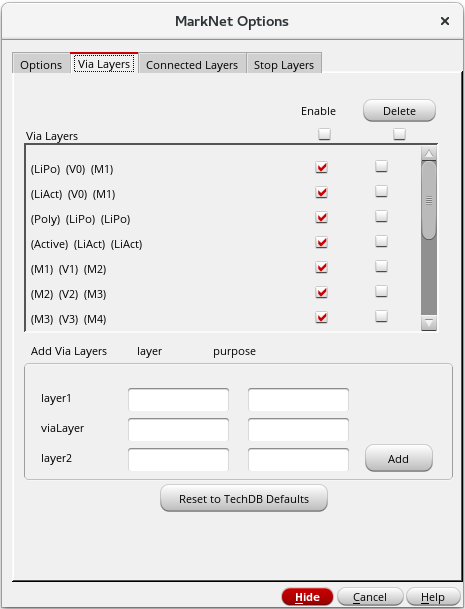 MarkNet Options
Options Via Layers Connected Layers Stop Layers
Enable Delete
Via Layers
(LiPo) (V0) (M1)
(LiAct) (V0) (M1)
(Poly) (LiPo) (LiPo)
(Active) (LiAct) (LiAct)
(M1) (V1) (M2)
(M2) (V2) (M3)
(M3) (V3) (M4)
Add Via Layers layer purpose
layer1
viaLayer
layer2 Add
Reset to TechDB Defaults
Hide Cancel Help